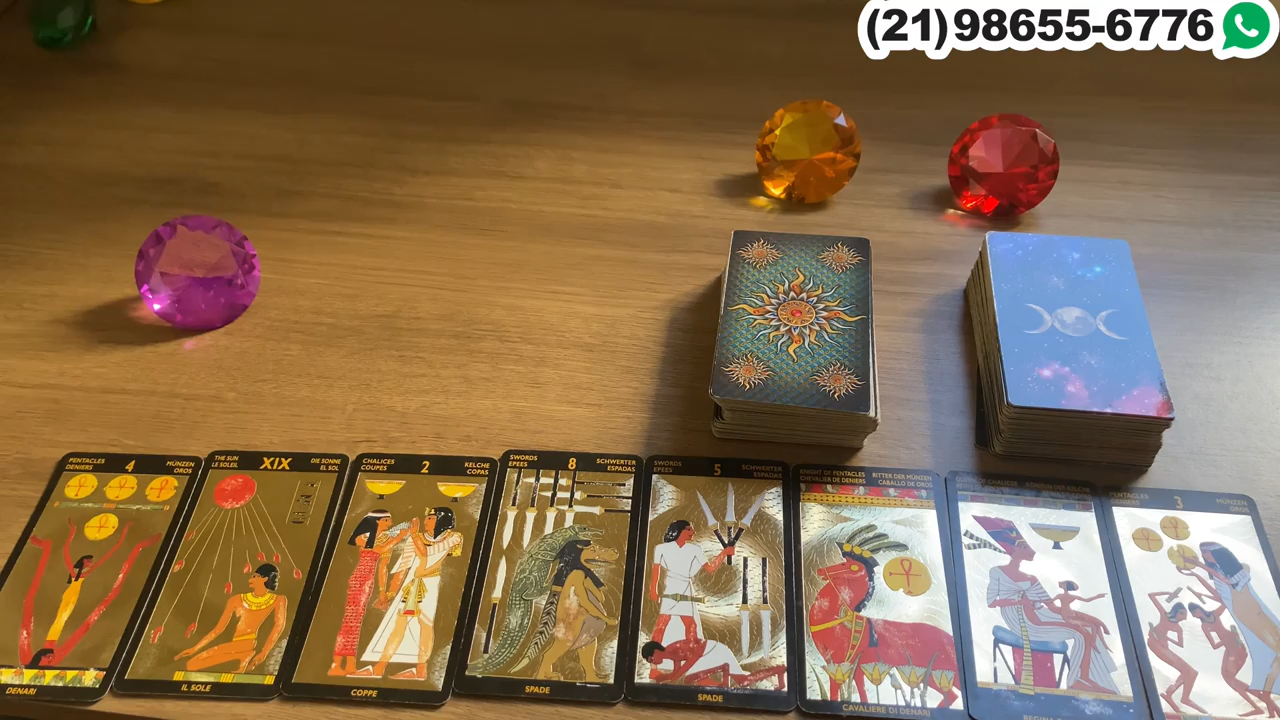 (21)98655-6776
PENTACLES
DENIERS
4
MÜNZEN
OROS
DENARI
THE SUN
LE SOLEIL
XIX
DIE SONNE
EL SOL
IL SOLE
CHALICES
COUPES
2
KELCHE
COPAS
COPPE
SWORDS
EPEES
8
SCHWERTER
ESPADAS
SPADE
SWORDS
EPEES
5
SCHWERTER
ESPADAS
SPADE
KNIGHT OF PENTACLES
CHEVALIER DE DENIERS
RITTER DER MÜNZEN
CABALLO DE OROS
CAVALIERE DI DENARI
PENTACLES
DENIERS
3
MÜNZEN
OROS